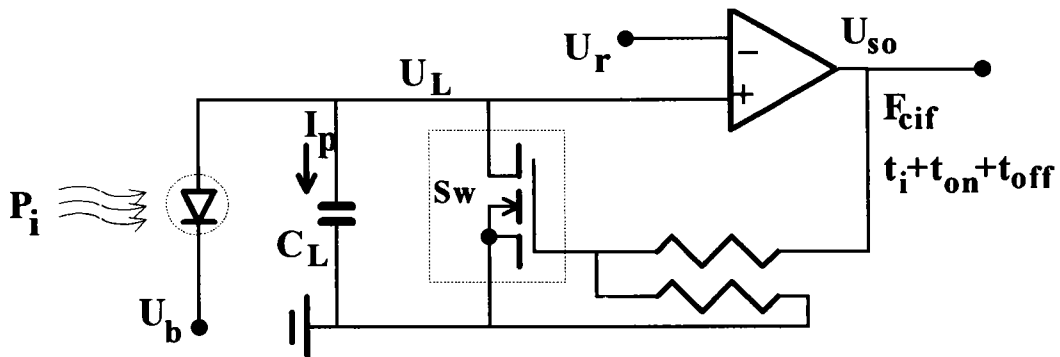 U_r
−
U_so
U_L
+
F_cif
I_p
Sw
t_i+t_on+t_off
P_i
C_L
U_b